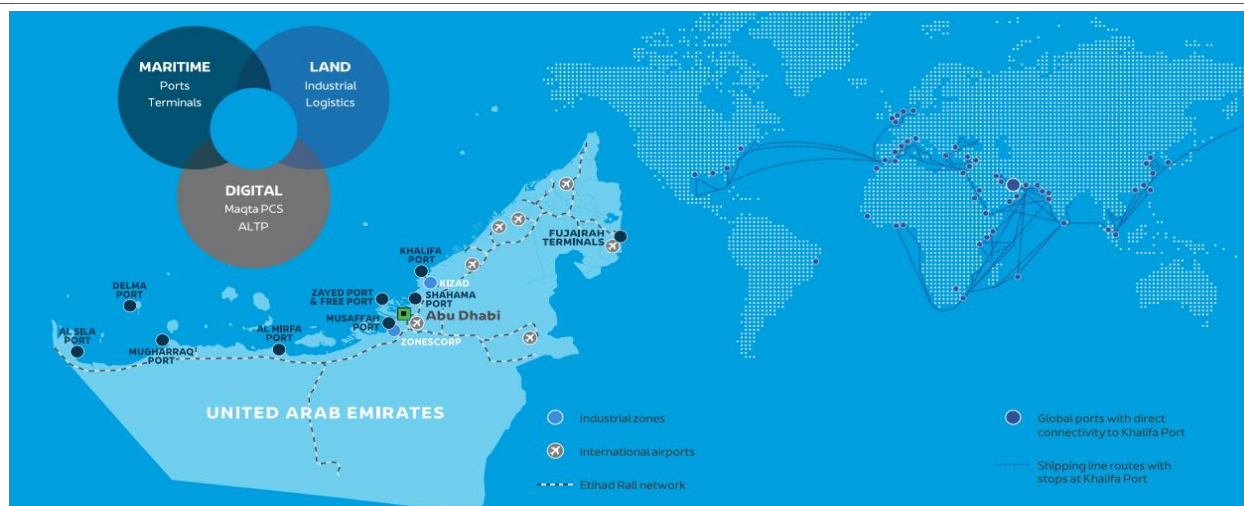 MARITIME
Ports
Terminals
LAND
Industrial
Logistics
DIGITAL
Maqta PCS
ALTP
FUJAIRAH
TERMINALS
KHALIFA
PORT
KIZAD
DELMA
PORT
ZAYED PORT
& FREE PORT
SHAHAMA
PORT
Abu Dhabi
MUSAFFAH
PORT
ZONESCORP
AL SILA
PORT
MUGHARRAQ
PORT
AL MIRFA
PORT
UNITED ARAB EMIRATES
Industrial zones
International airports
Etihad Rail network
Global ports with direct
connectivity to Khalifa Port
Shipping line routes with
stops at Khalifa Port